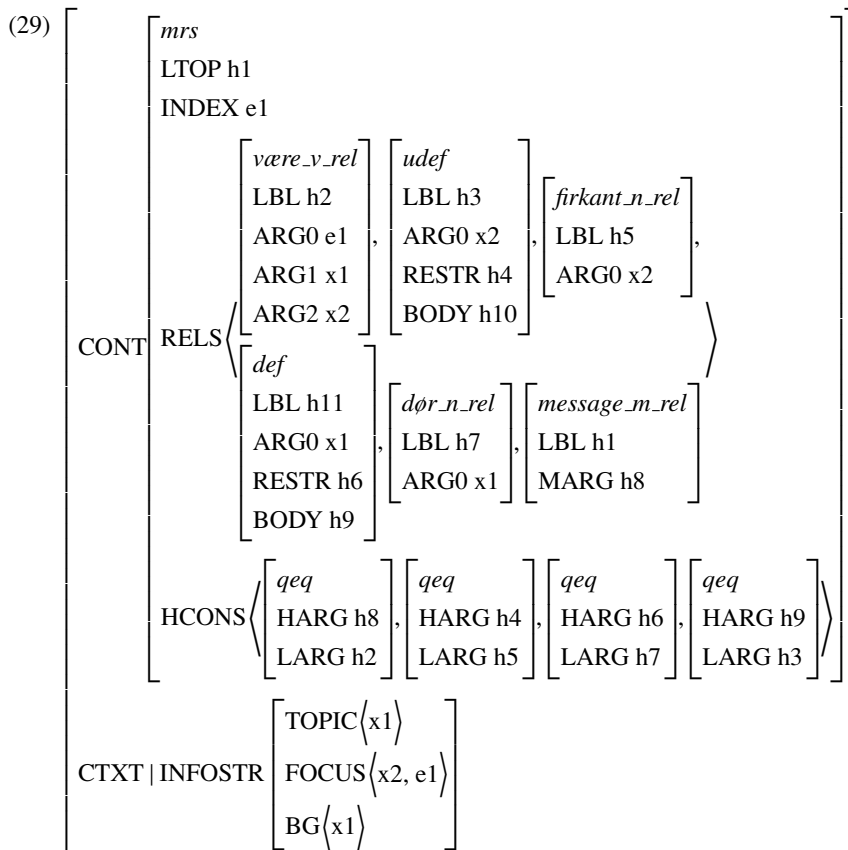 (29)
mrs
LTOP h1
INDEX e1
være_v_rel
LBL h2
ARG0 e1
ARG1 x1
ARG2 x2
,
udef
LBL h3
ARG0 x2
RESTR h4
BODY h10
,
firkant_n_rel
LBL h5
ARG0 x2
,
CONT
RELS
def
LBL h11
ARG0 x1
RESTR h6
BODY h9
,
dør_n_rel
LBL h7
ARG0 x1
,
message_m_rel
LBL h1
MARG h8
HCONS
qeq
HARG h8
LARG h2
,
qeq
HARG h4
LARG h5
,
qeq
HARG h6
LARG h7
,
qeq
HARG h9
LARG h3
CTXT | INFOSTR
TOPIC⟨x1⟩
FOCUS⟨x2, e1⟩
BG⟨x1⟩